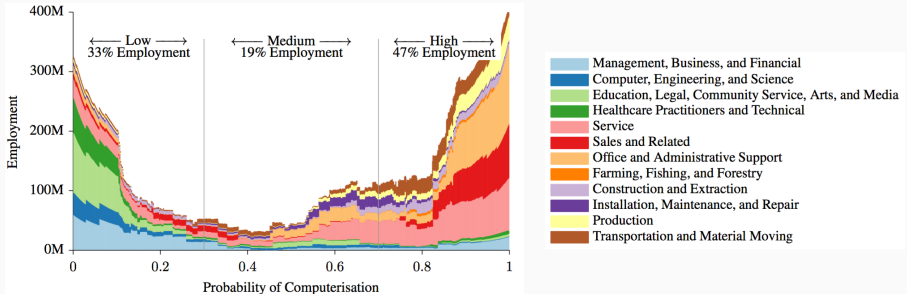 400M
300M
200M
100M
0M
Employment
Low
33% Employment
Medium
19% Employment
High
47% Employment
0
0.2
0.4
0.6
0.8
1
Probability of Computerisation
Management, Business, and Financial
Computer, Engineering, and Science
Education, Legal, Community Service, Arts, and Media
Healthcare Practitioners and Technical
Service
Sales and Related
Office and Administrative Support
Farming, Fishing, and Forestry
Construction and Extraction
Installation, Maintenance, and Repair
Production
Transportation and Material Moving